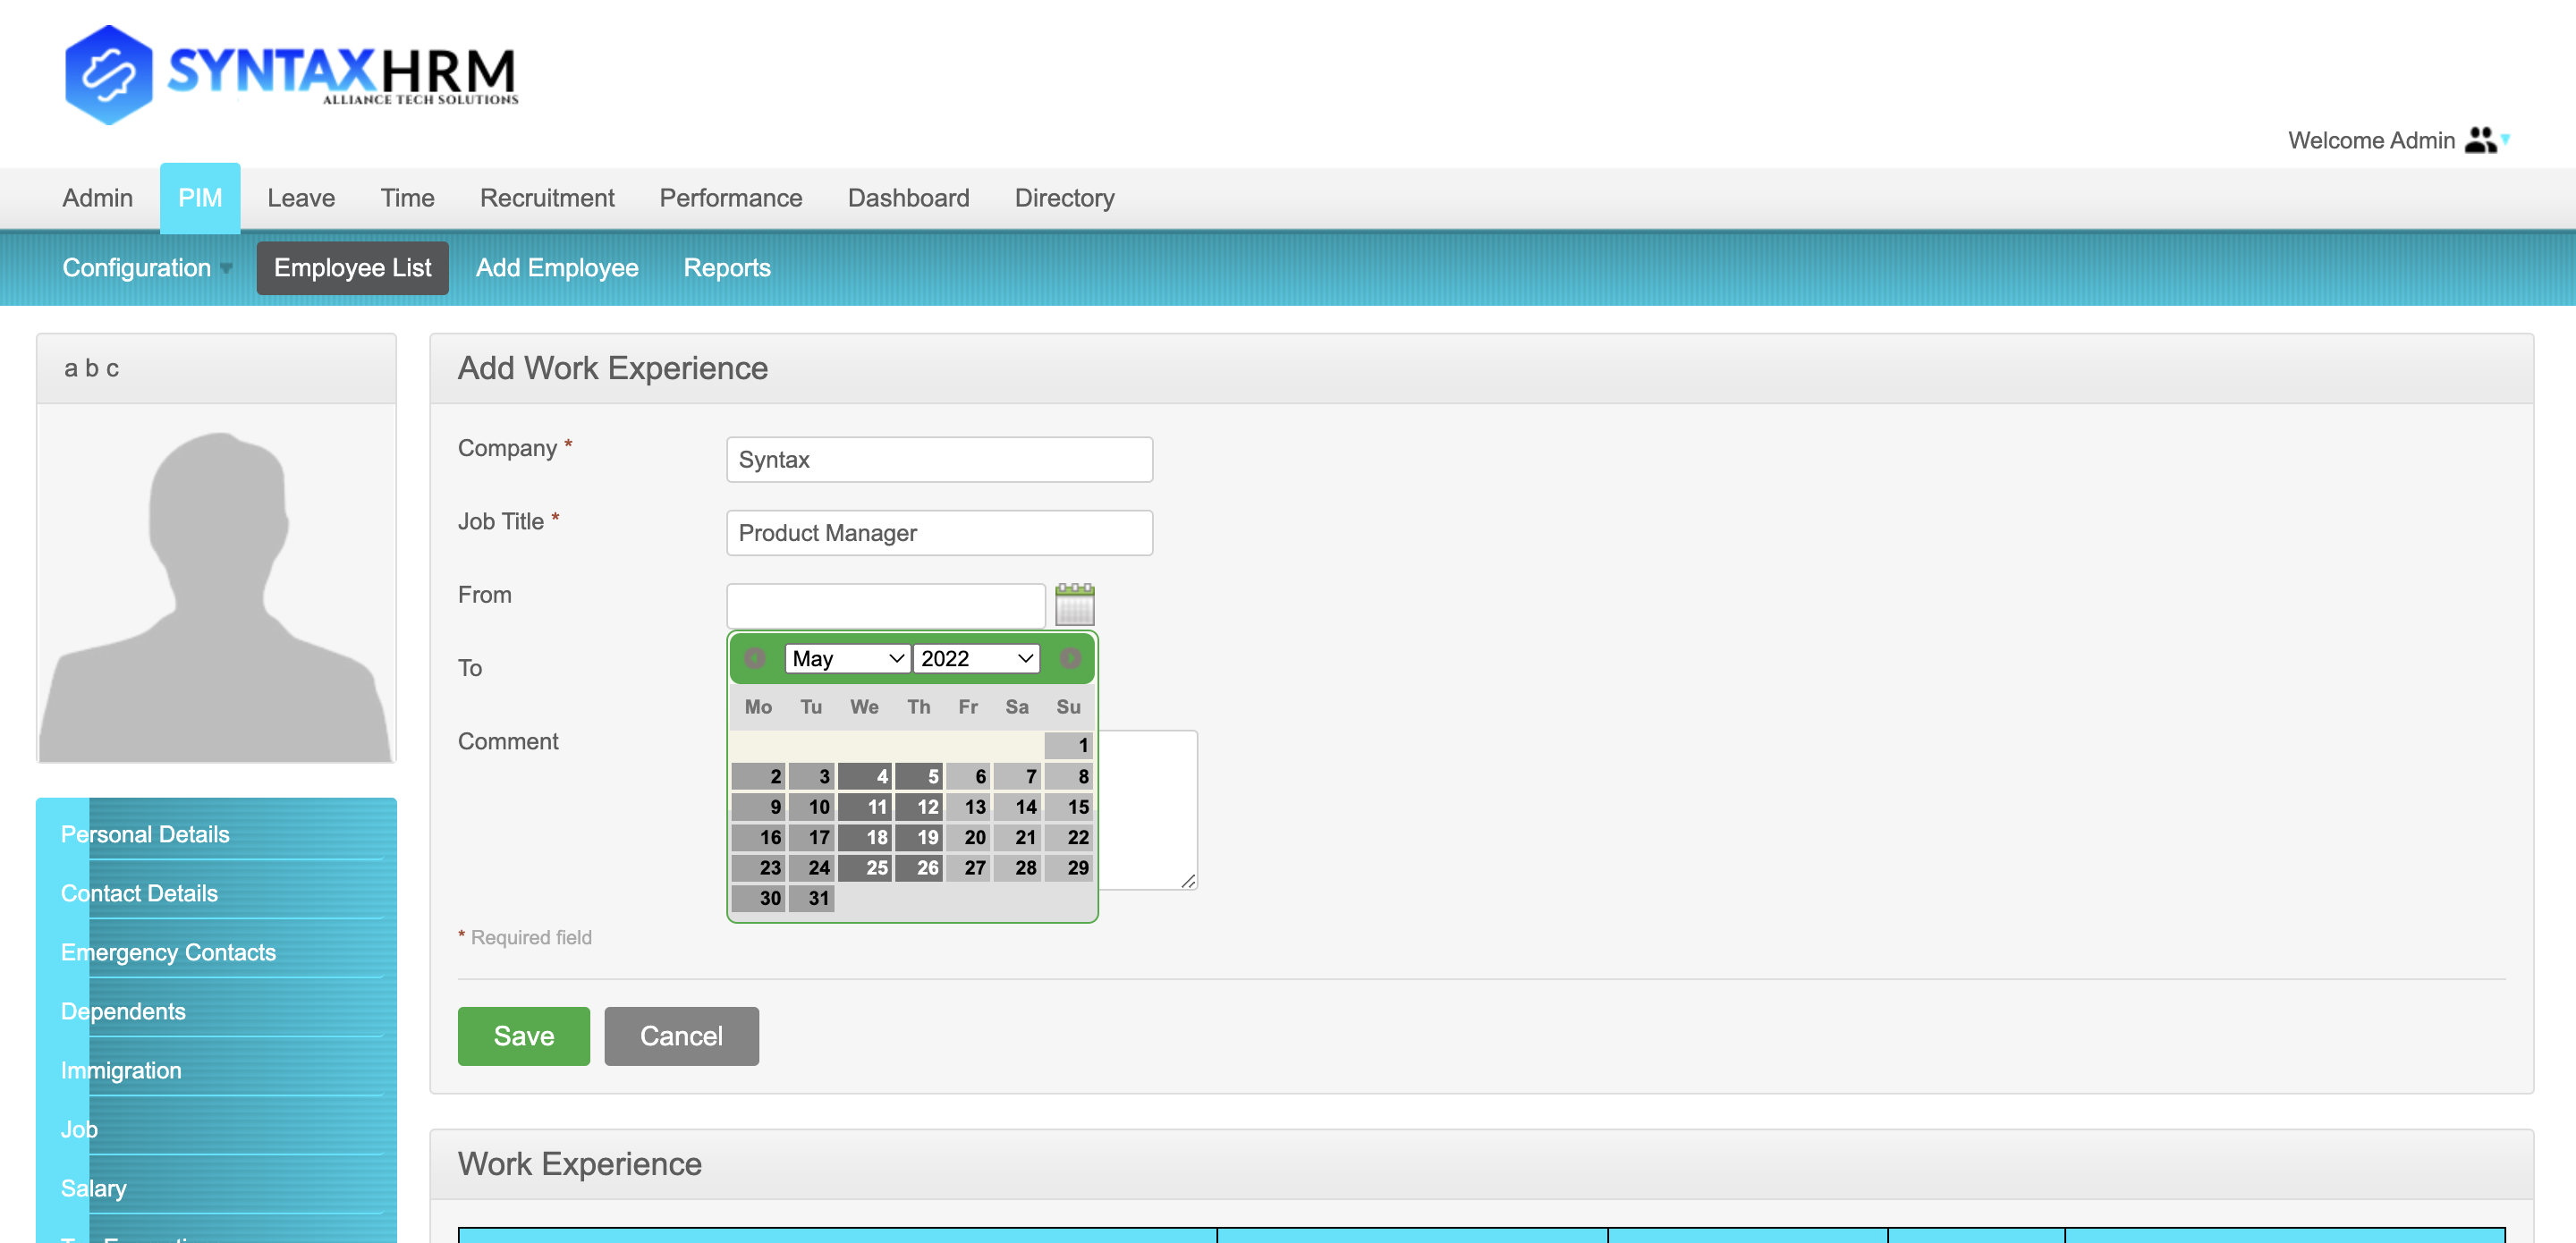 SYNTAXHRM
ALLIANCE TECH SOLUTIONS
Welcome Admin
Admin PIM Leave Time Recruitment Performance Dashboard Directory
Configuration Employee List Add Employee Reports
a b c
Add Work Experience
Company * Syntax
Job Title * Product Manager
From
To
May 2022
Mo Tu We Th Fr Sa Su
1
2 3 4 5 6 7 8
9 10 11 12 13 14 15
16 17 18 19 20 21 22
23 24 25 26 27 28 29
30 31
Comment
* Required field
Save Cancel
Personal Details
Contact Details
Emergency Contacts
Dependents
Immigration
Job
Salary
Work Experience